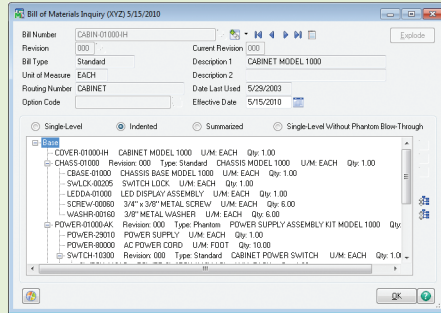 Bill of Materials Inquiry (XYZ) 5/15/2010
Bill Number CABIN-01000-IH Explode
Revision 000 Current Revision 000
Bill Type Standard Description 1 CABINET MODEL 1000
Unit of Measure EACH Description 2
Routing Number CABINET Date Last Used 5/29/2003
Option Code Effective Date 5/15/2010
Single-Level Indented Summarized Single-Level Without Phantom Blow-Through
Base
COVER-01000-IH CABINET MODEL 1000 U/M: EACH Qty: 1.00
CHASS-01000 Revision: 000 Type: Standard CHASSIS MODEL 1000 U/M: EACH Qty: 1.00
CBASE-01000 CHASSIS BASE MODEL 1000 U/M: EACH Qty: 1.00
SWLCK-00205 SWITCH LOCK U/M: EACH Qty: 1.00
LEDDA-01000 LED DISPLAY ASSEMBLY U/M: EACH Qty: 1.00
SCREW-00060 3/4" x 3/8" METAL SCREW U/M: EACH Qty: 6.00
WASHR-00160 3/8" METAL WASHER U/M: EACH Qty: 6.00
POWER-01000-AK Revision: 000 Type: Phantom POWER SUPPLY ASSEMBLY KIT MODEL 1000 Qty:
POWER-29010 POWER SUPPLY U/M: EACH Qty: 1.00
POWER-80000 AC POWER CORD U/M: FOOT Qty: 10.00
SWTCH-10300 Revision: 000 Type: Standard CABINET POWER SWITCH U/M: EACH Qty: 1.0
OK